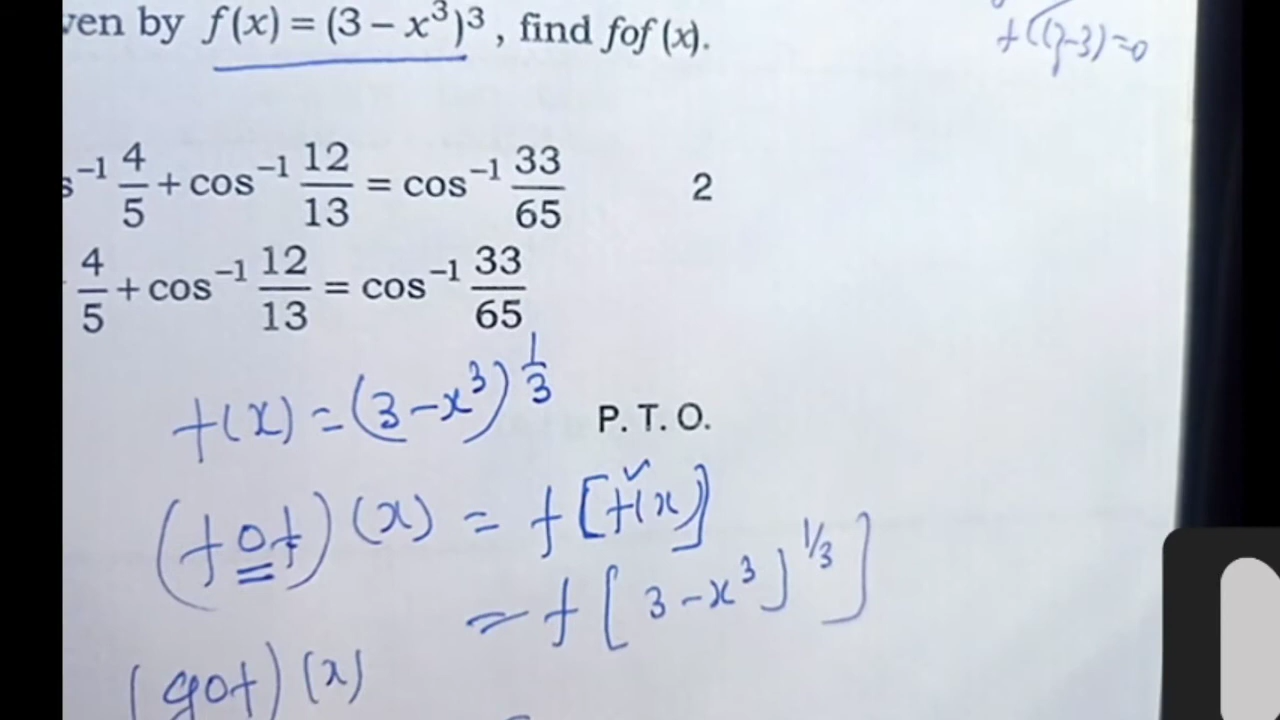 ven by f(x) = (3 – x³)3 , find fof (x).
+((3-3)=0
s⁻¹ 4/5 + cos⁻¹ 12/13 = cos⁻¹ 33/65 2
4/5 + cos⁻¹ 12/13 = cos⁻¹ 33/65
f(x) = (3-x³)^1/3
P. T. O.
(fof)(x) = f[f(x)]
= f[3-x³)^1/3]
(gof)(x)